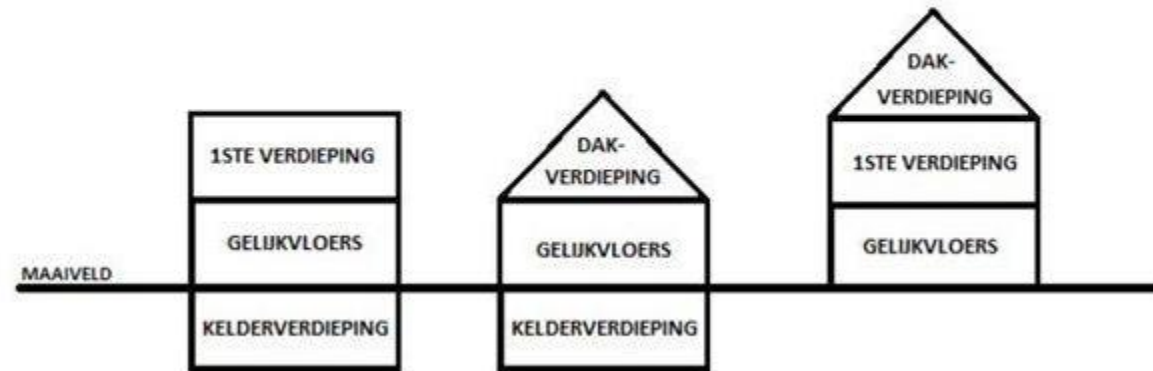 DAK-
VERDIEPING
1STE VERDIEPING
GELIJKVLOERS
DAK-
VERDIEPING
1STE VERDIEPING
GELIJKVLOERS
GELIJKVLOERS
MAAIVELD
KELDERVERDIEPING
KELDERVERDIEPING